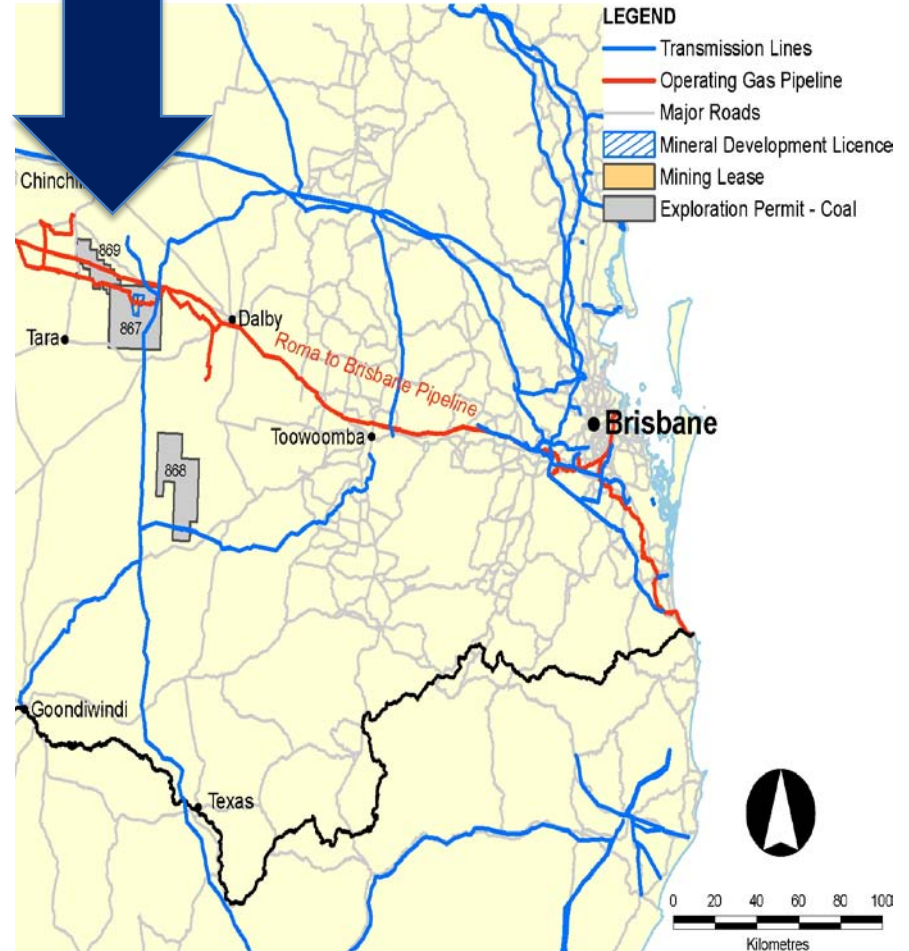 LEGEND
Transmission Lines
Operating Gas Pipeline
Major Roads
Mineral Development Licence
Mining Lease
Exploration Permit - Coal
869
867
Tara
Dalby
Roma to Brisbane Pipeline
Brisbane
Toowoomba
868
Goondiwindi
Texas
0 20 40 60 80 100
Kilometres